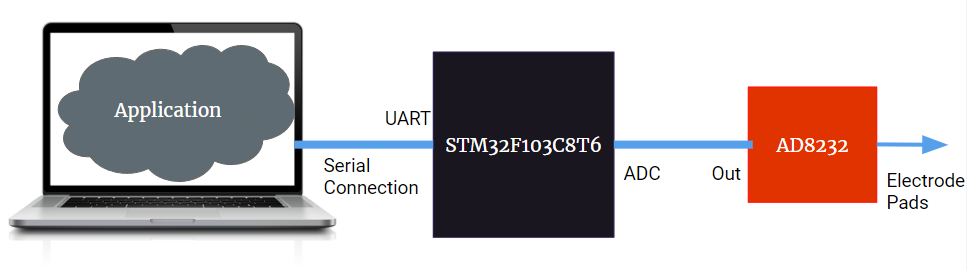 Application
UART
Serial
Connection
STM32F103C8T6
ADC
Out
AD8232
Electrode
Pads